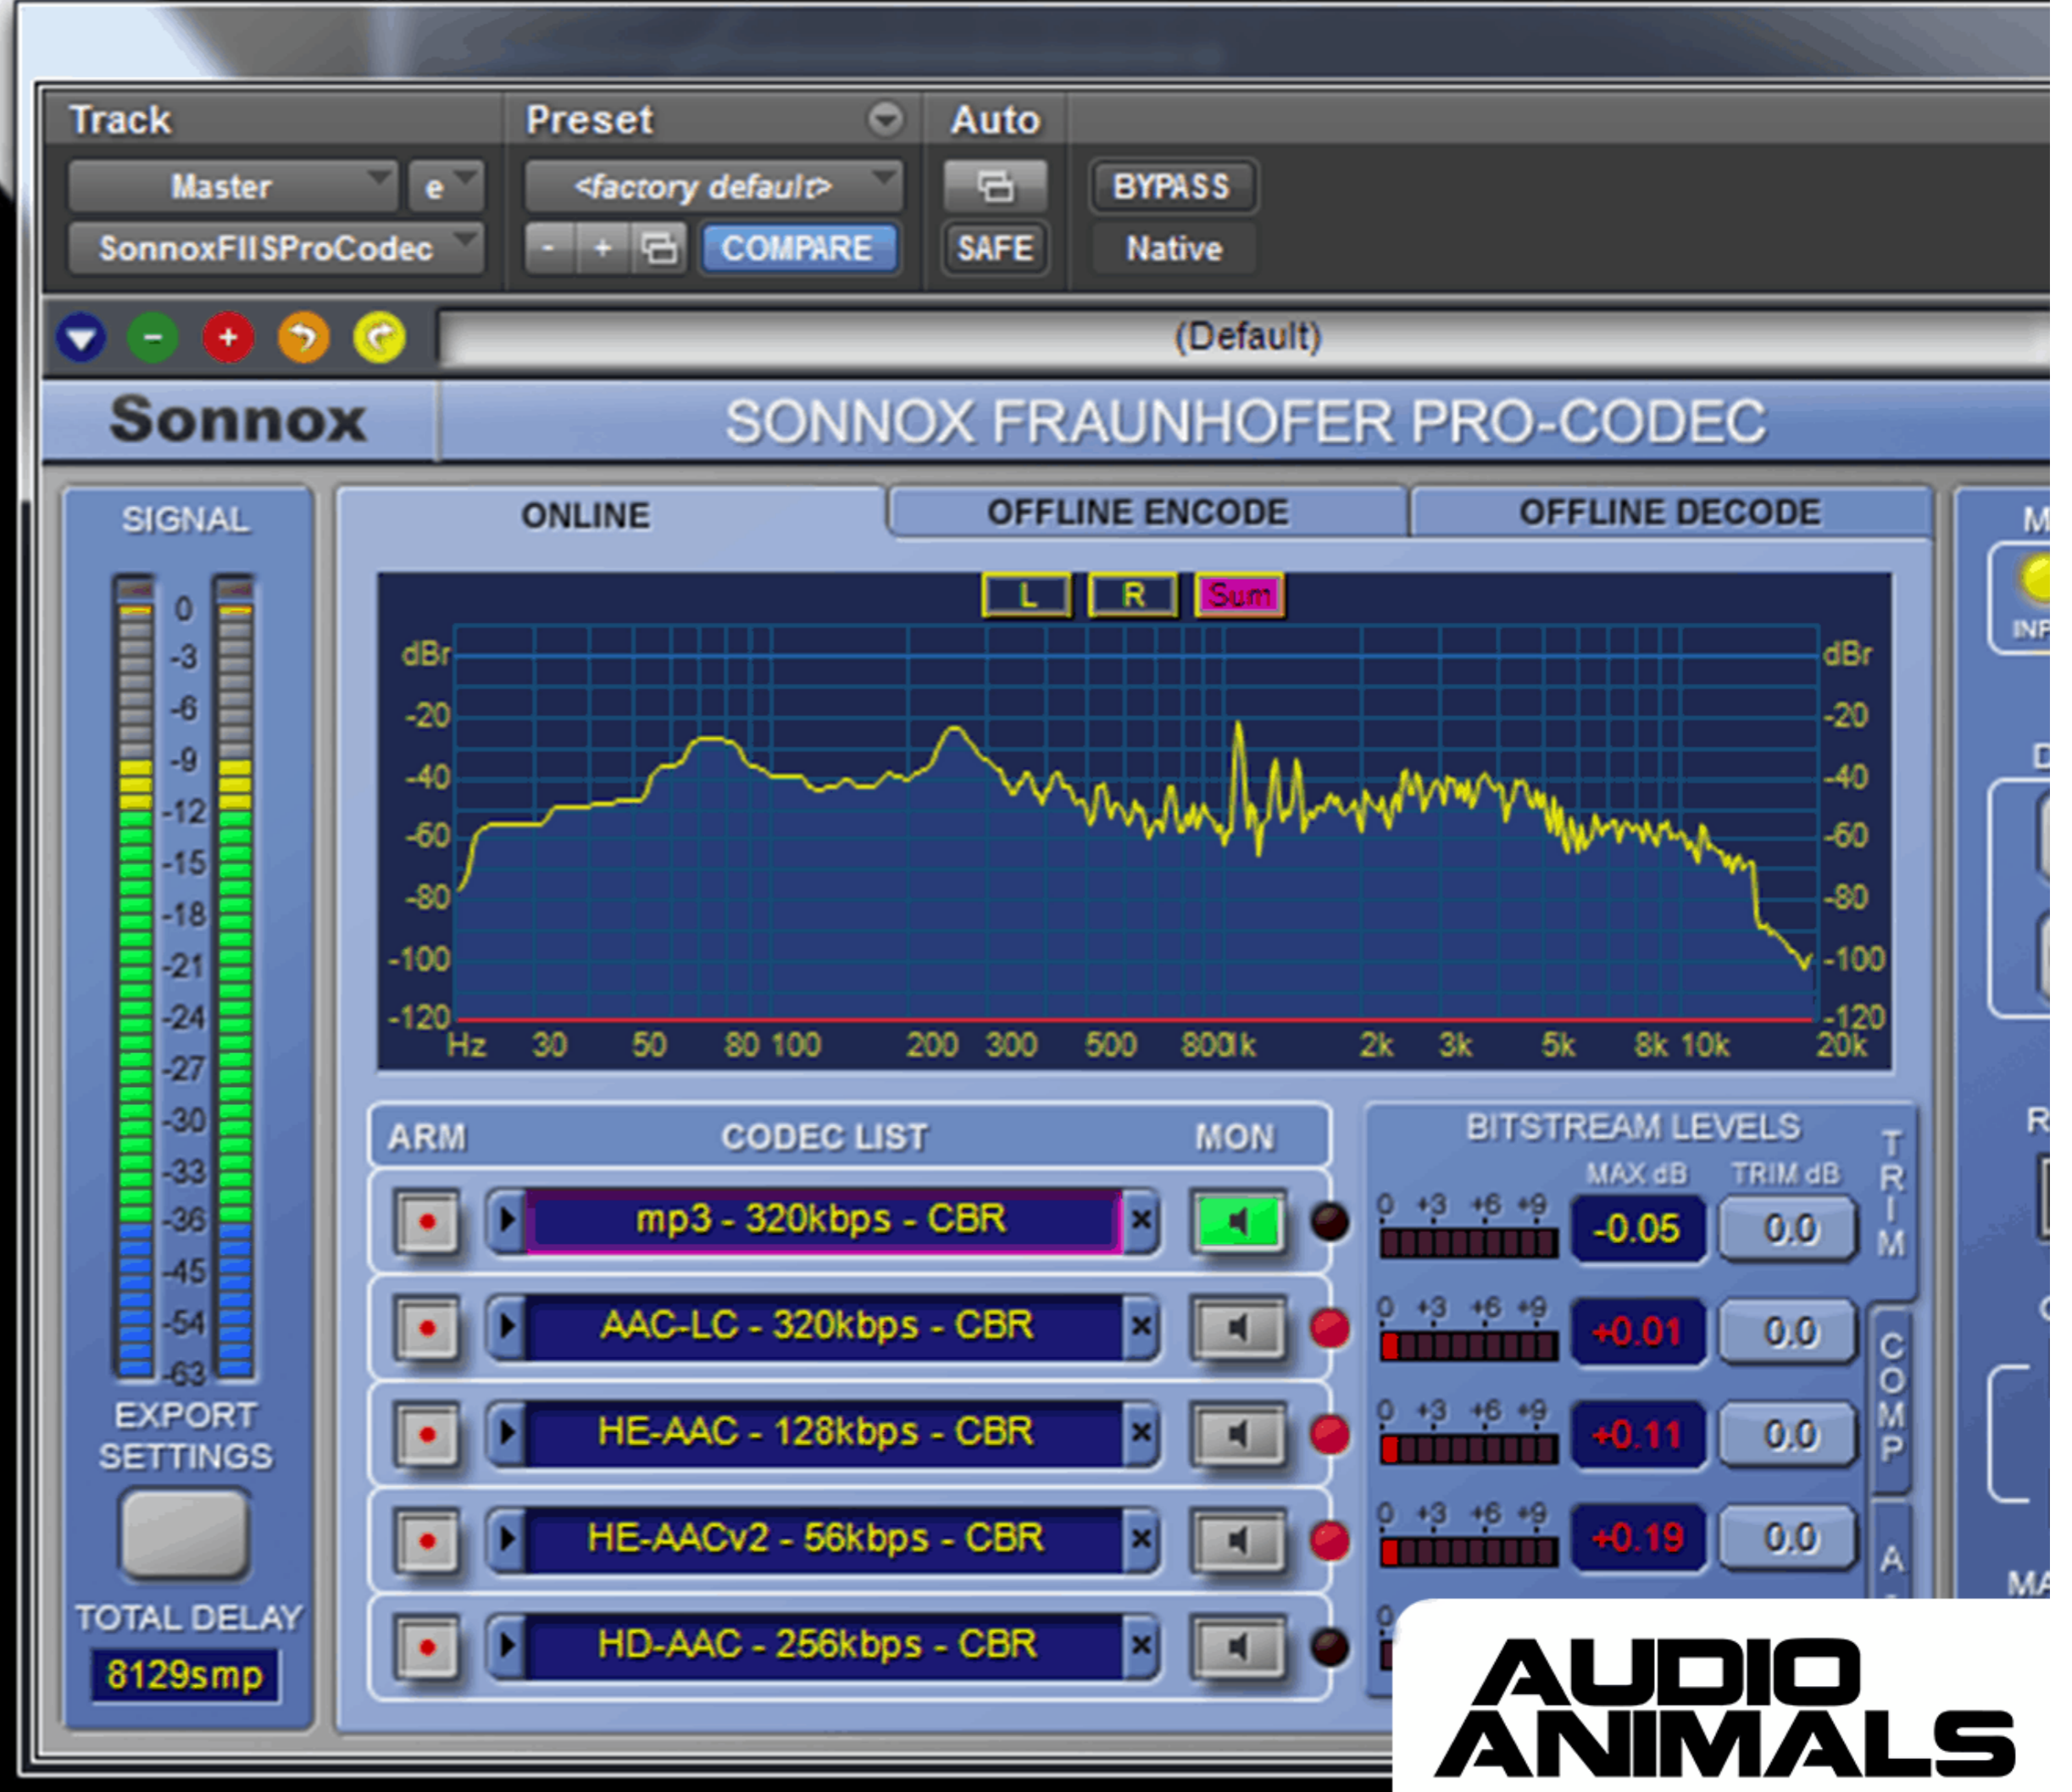 Track
Preset
Auto
Master
e
<factory default>
BYPASS
SonnoxFIISProCodec
- + COMPARE
SAFE
Native
- +
(Default)
Sonnox
SONNOX FRAUNHOFER PRO-CODEC
SIGNAL
0
-3
-6
-9
-12
-15
-18
-21
-24
-27
-30
-33
-36
-45
-54
-63
EXPORT
SETTINGS
TOTAL DELAY
8129smp
ONLINE
OFFLINE ENCODE
OFFLINE DECODE
L R Sum
dBr
-20
-40
-60
-80
-100
-120
dBr
-20
-40
-60
-80
-100
-120
Hz 30 50 80 100 200 300 500 800 1k 2k 3k 5k 8k 10k 20k
ARM CODEC LIST MON
mp3 - 320kbps - CBR ×
AAC-LC - 320kbps - CBR ×
HE-AAC - 128kbps - CBR ×
HE-AACv2 - 56kbps - CBR ×
HD-AAC - 256kbps - CBR ×
BITSTREAM LEVELS
MAX dB TRIM dB
0 +3 +6 +9 -0.05 0.0
0 +3 +6 +9 +0.01 0.0
0 +3 +6 +9 +0.11 0.0
0 +3 +6 +9 +0.19 0.0
0
TRIM
COMP
A
AUDIO
ANIMALS